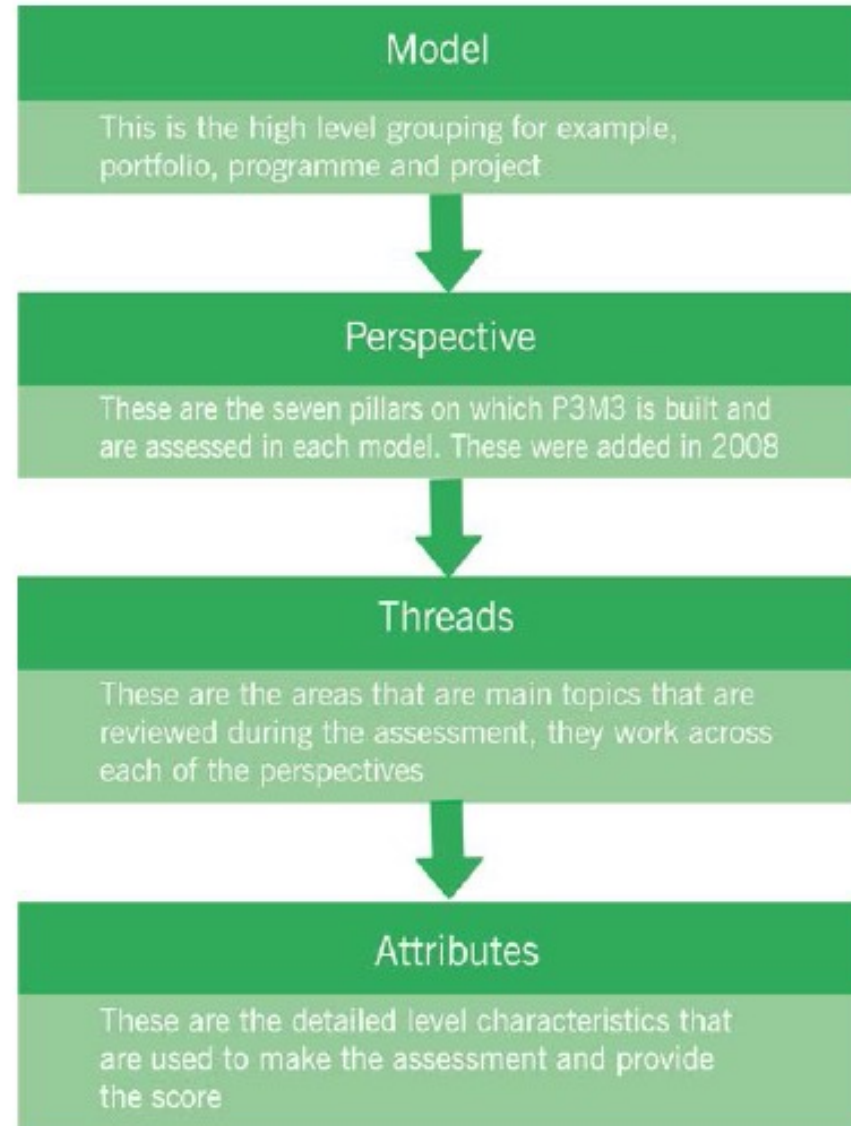 Model
This is the high level grouping for example,
portfolio, programme and project
Perspective
These are the seven pillars on which P3M3 is built and
are assessed in each model. These were added in 2008
Threads
These are the areas that are main topics that are
reviewed during the assessment, they work across
each of the perspectives
Attributes
These are the detailed level characteristics that
are used to make the assessment and provide
the score